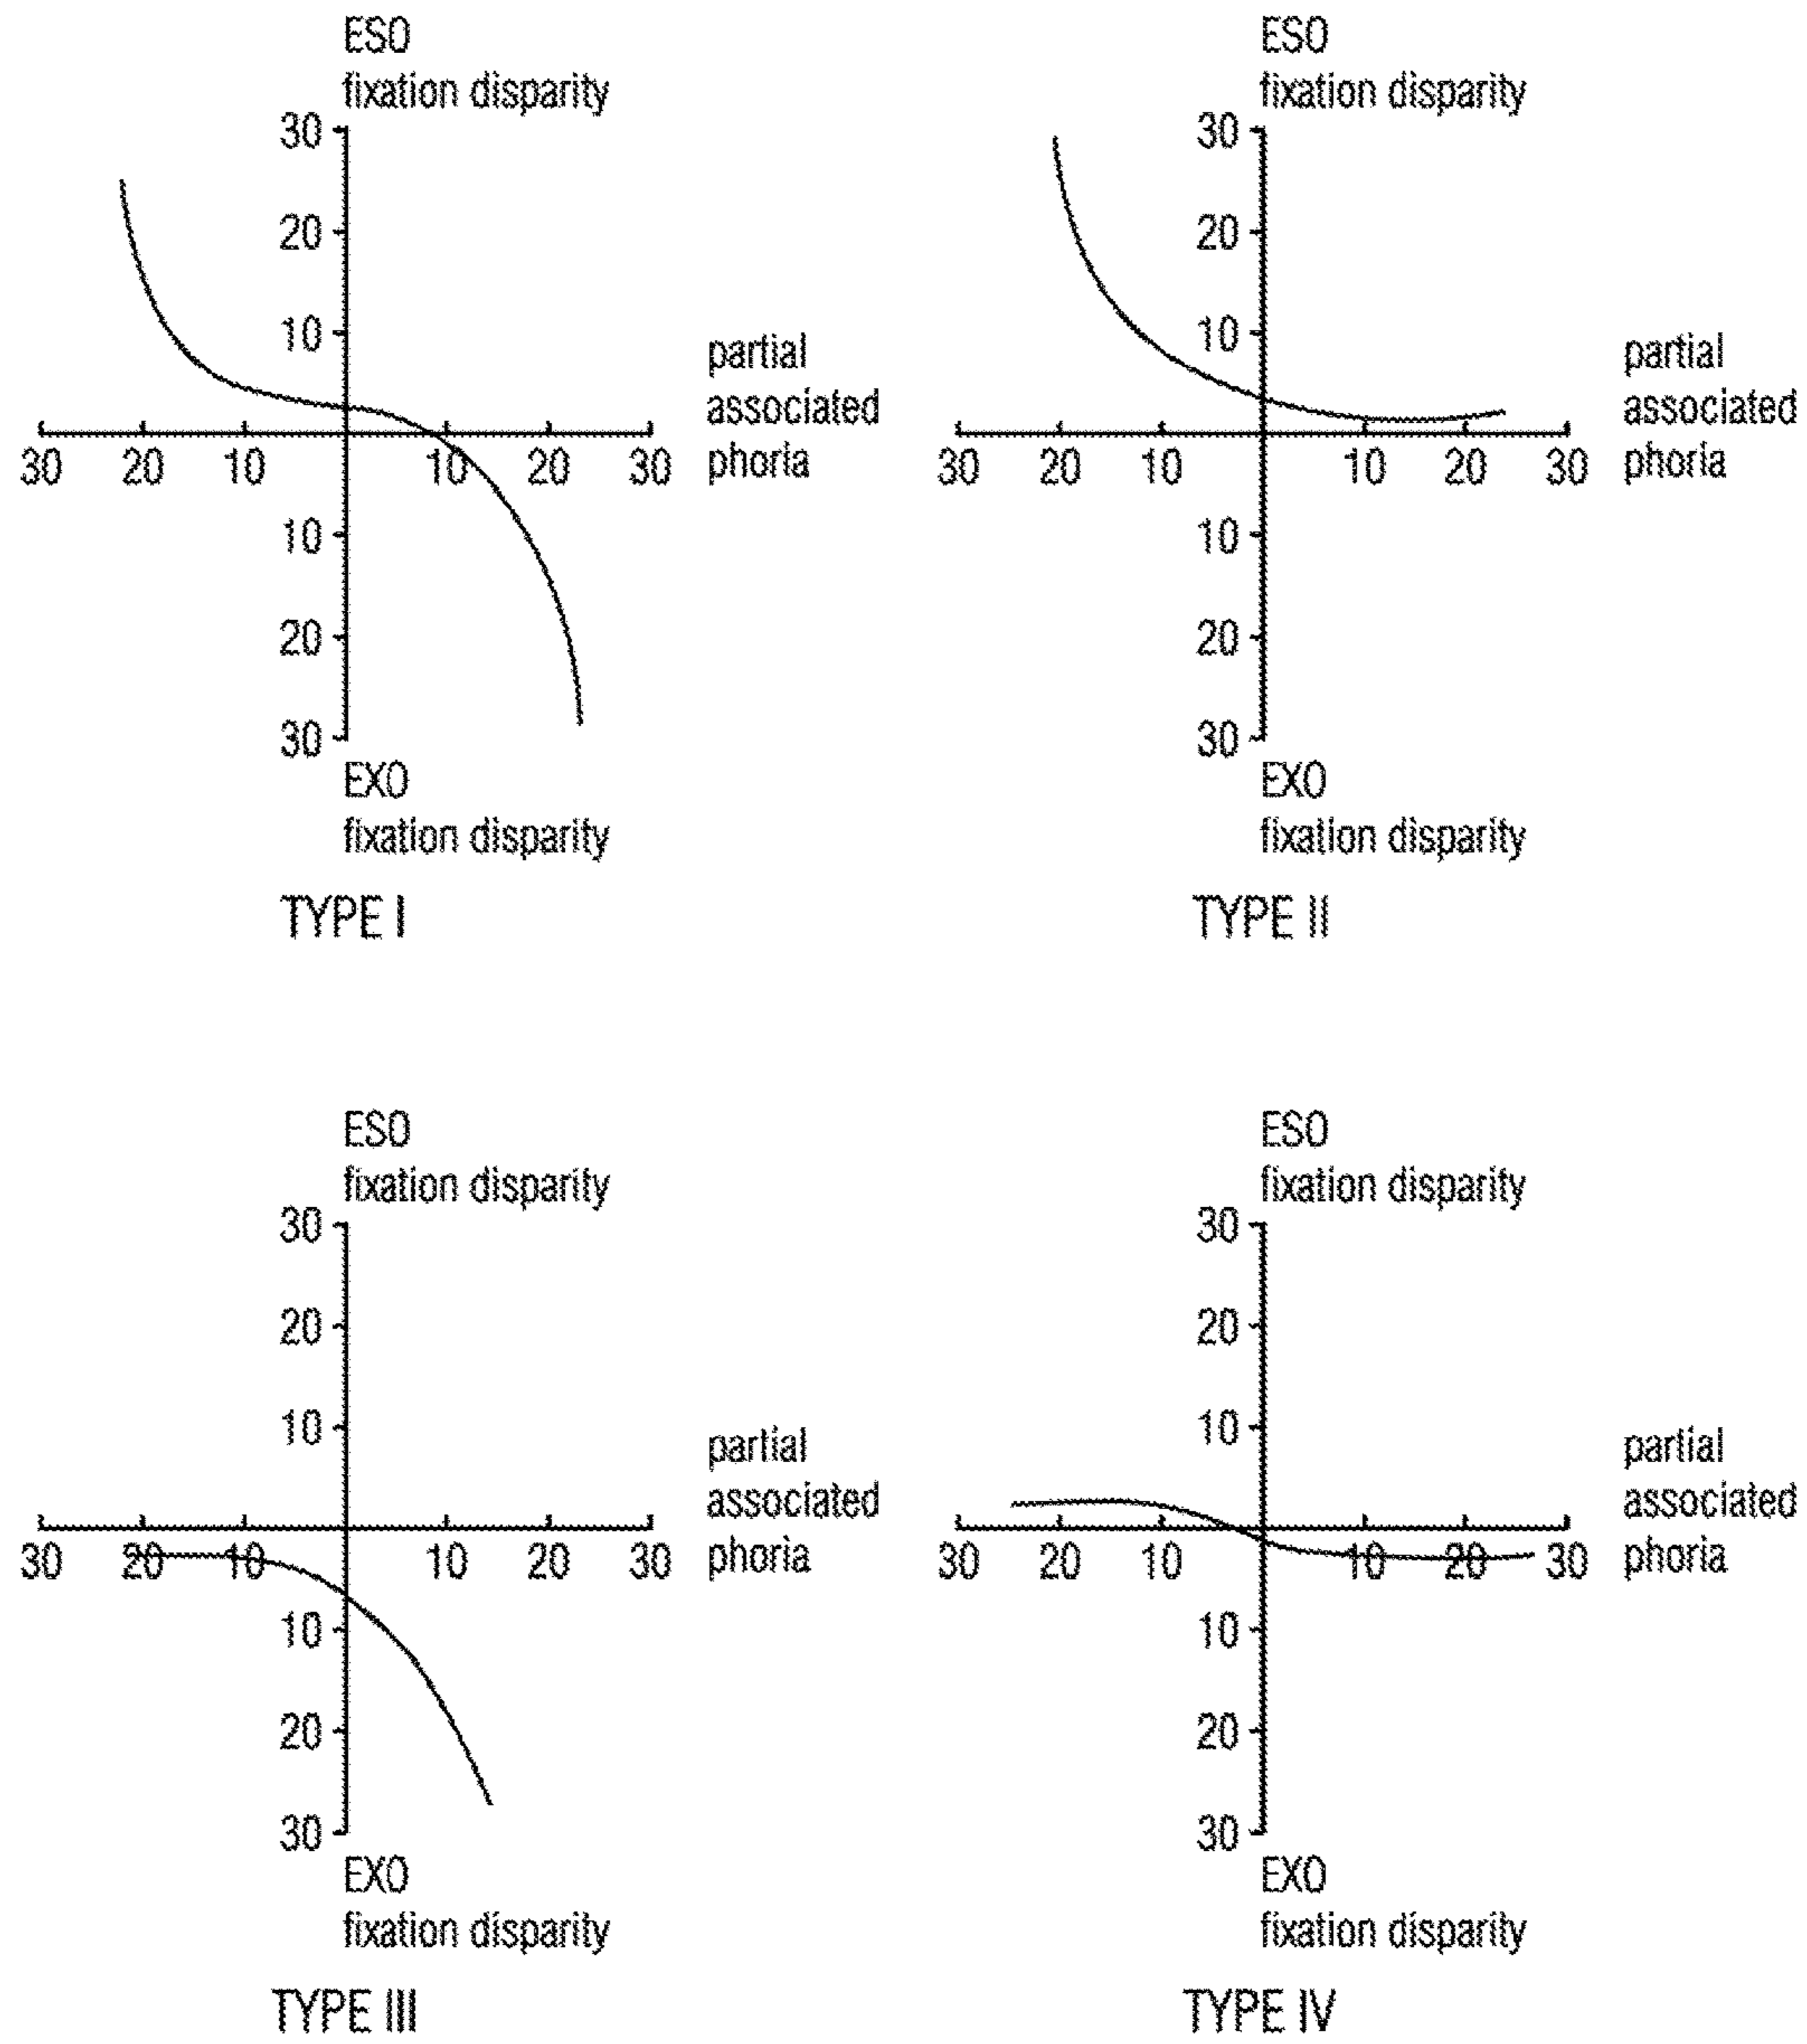 ESO
fixation disparity
30
20
10
30 20 10 10 20 30
partial
associated
phoria
10
20
30
EXO
fixation disparity
TYPE I
ESO
fixation disparity
30
20
10
30 20 10 10 20 30
partial
associated
phoria
10
20
30
EXO
fixation disparity
TYPE II
ESO
fixation disparity
30
20
10
30 20 10 10 20 30
partial
associated
phoria
10
20
30
EXO
fixation disparity
TYPE III
ESO
fixation disparity
30
20
10
30 20 10 10 20 30
partial
associated
phoria
10
20
30
EXO
fixation disparity
TYPE IV